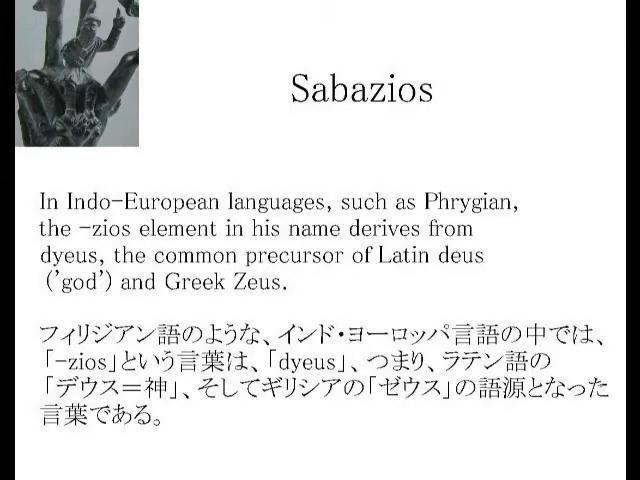 Sabazios
In Indo-European languages, such as Phrygian,
the -zios element in his name derives from
dyeus, the common precursor of Latin deus
('god') and Greek Zeus.
フィリジアン語のような、インド・ヨーロッパ言語の中では、
「-zios」という言葉は、「dyeus」、つまり、ラテン語の
「デウス＝神」、そしてギリシアの「ゼウス」の語源となった
言葉である。